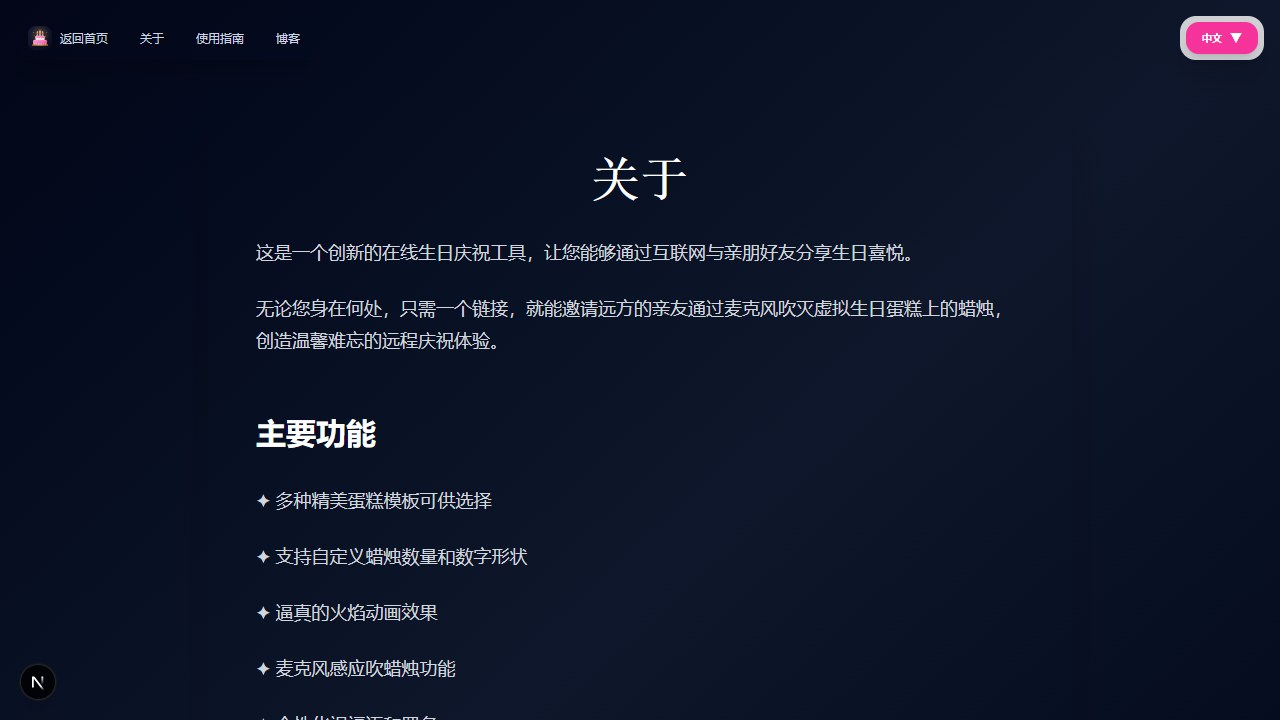 返回首页
关于
使用指南
博客
中文 ▼
关于
这是一个创新的在线生日庆祝工具，让您能够通过互联网与亲朋好友分享生日喜悦。
无论您身在何处，只需一个链接，就能邀请远方的亲友通过麦克风吹灭虚拟生日蛋糕上的蜡烛，
创造温馨难忘的远程庆祝体验。
主要功能
✦ 多种精美蛋糕模板可供选择
✦ 支持自定义蜡烛数量和数字形状
✦ 逼真的火焰动画效果
✦ 麦克风感应吹蜡烛功能
N